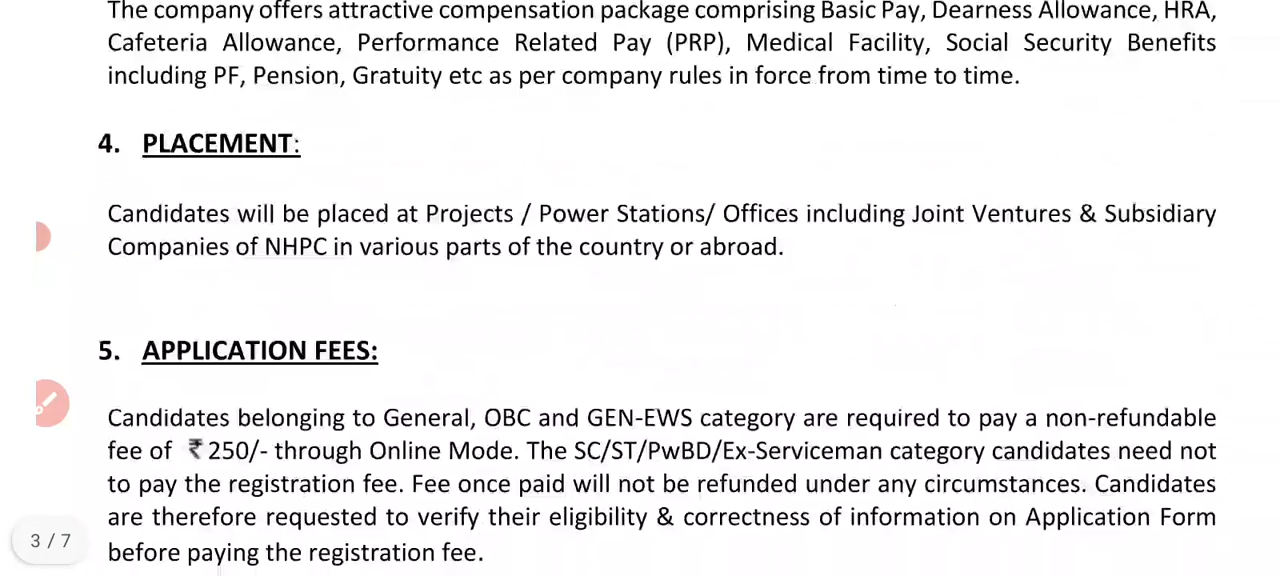 The company offers attractive compensation package comprising Basic Pay, Dearness Allowance, HRA,
Cafeteria Allowance, Performance Related Pay (PRP), Medical Facility, Social Security Benefits
including PF, Pension, Gratuity etc as per company rules in force from time to time.
4. PLACEMENT:
Candidates will be placed at Projects / Power Stations/ Offices including Joint Ventures & Subsidiary
Companies of NHPC in various parts of the country or abroad.
5. APPLICATION FEES:
Candidates belonging to General, OBC and GEN-EWS category are required to pay a non-refundable
fee of ₹ 250/- through Online Mode. The SC/ST/PwBD/Ex-Serviceman category candidates need not
to pay the registration fee. Fee once paid will not be refunded under any circumstances. Candidates
are therefore requested to verify their eligibility & correctness of information on Application Form
before paying the registration fee.
3 / 7